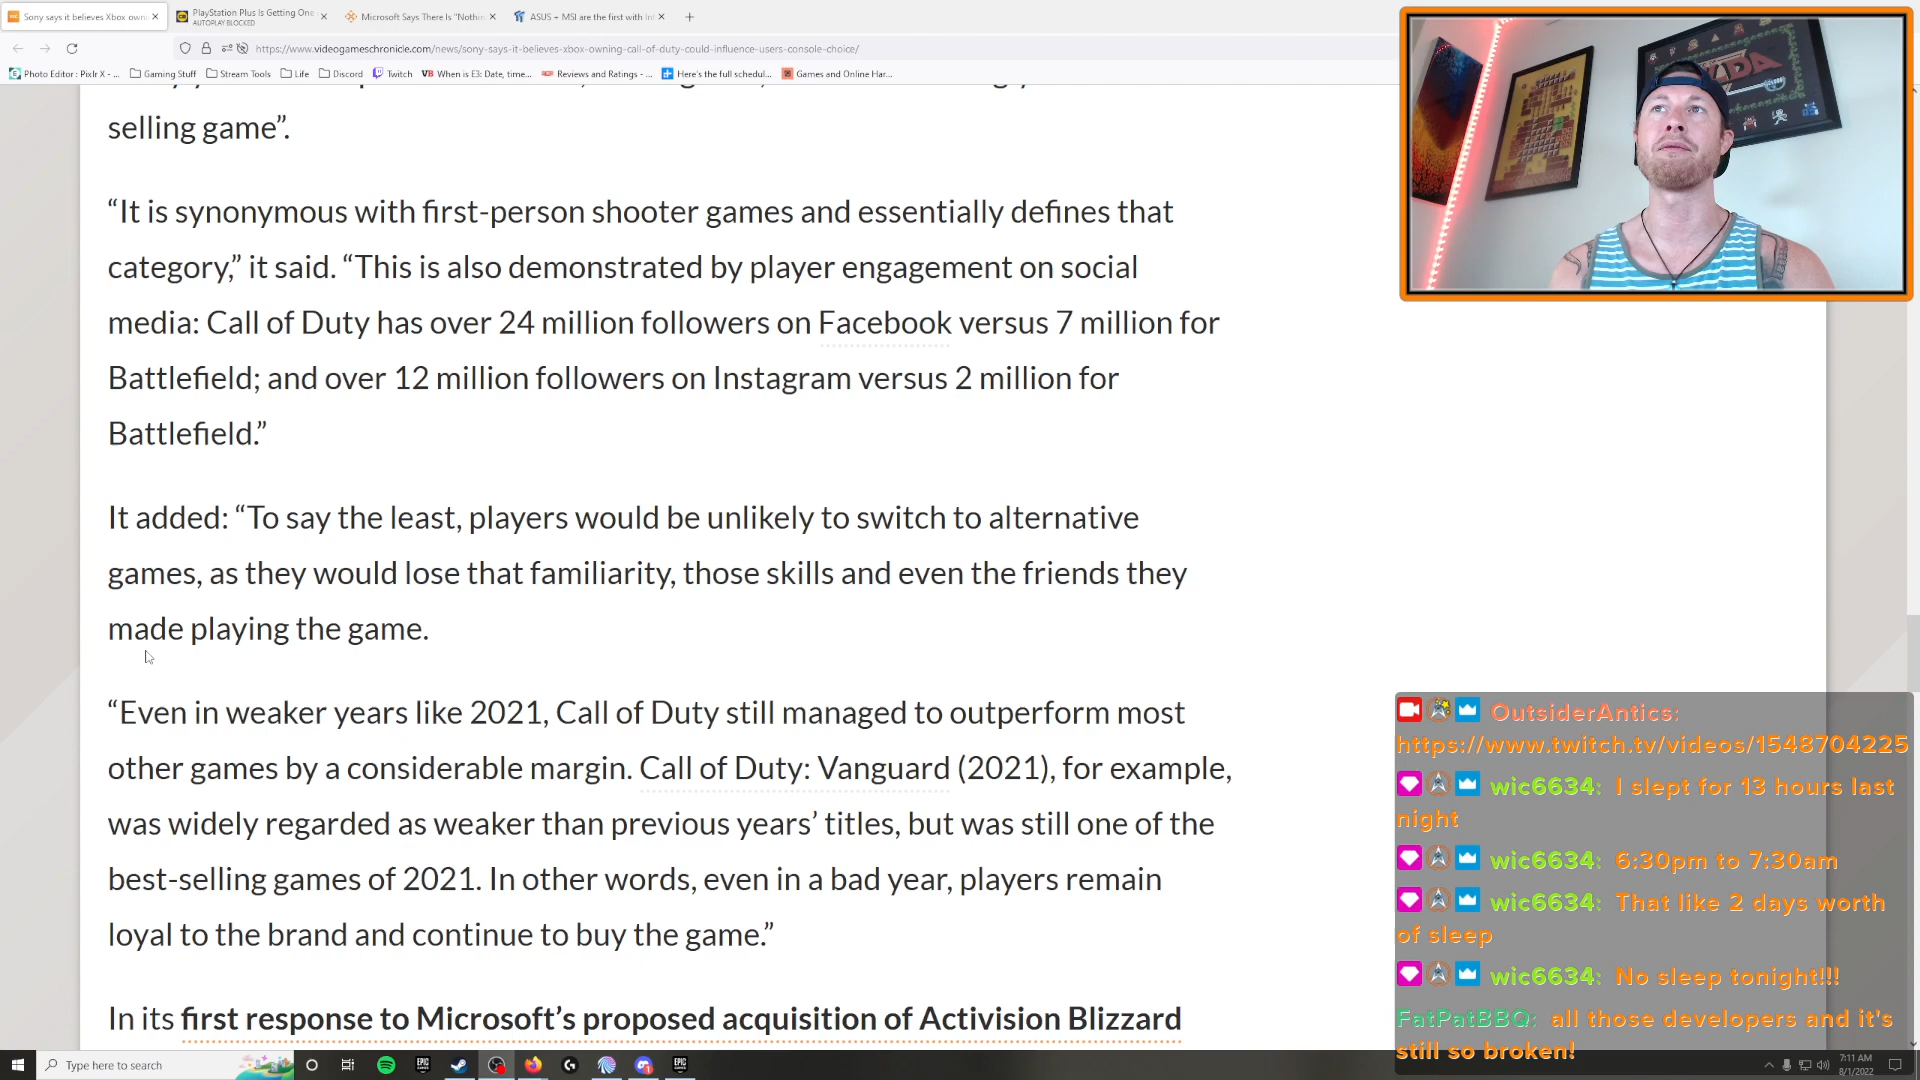 Sony says it believes Xbox own
PlayStation Plus Is Getting One
AUTOPLAY BLOCKED
Microsoft Says There Is "Nothin
ASUS + MSI are the first with Int
https://www.videogameschronicle.com/news/sony-says-it-believes-xbox-owning-call-of-duty-could-influence-users-console-choice/
Photo Editor : Pixlr X - ... Gaming Stuff Stream Tools Life Discord Twitch When is E3: Date, time... Reviews and Ratings - ... Here's the full schedul... Games and Online Har...
selling game”.
“It is synonymous with first-person shooter games and essentially defines that
category,” it said. “This is also demonstrated by player engagement on social
media: Call of Duty has over 24 million followers on Facebook versus 7 million for
Battlefield; and over 12 million followers on Instagram versus 2 million for
Battlefield.”
It added: “To say the least, players would be unlikely to switch to alternative
games, as they would lose that familiarity, those skills and even the friends they
made playing the game.
“Even in weaker years like 2021, Call of Duty still managed to outperform most
other games by a considerable margin. Call of Duty: Vanguard (2021), for example,
was widely regarded as weaker than previous years’ titles, but was still one of the
best-selling games of 2021. In other words, even in a bad year, players remain
loyal to the brand and continue to buy the game.”
In its first response to Microsoft’s proposed acquisition of Activision Blizzard
OutsiderAntics:
https://www.twitch.tv/videos/1548704225
wic6634: I slept for 13 hours last
night
wic6634: 6:30pm to 7:30am
wic6634: That like 2 days worth
of sleep
wic6634: No sleep tonight!!!
FatPatBBQ: all those developers and it's
still so broken!
Type here to search
7:11 AM
8/1/2022